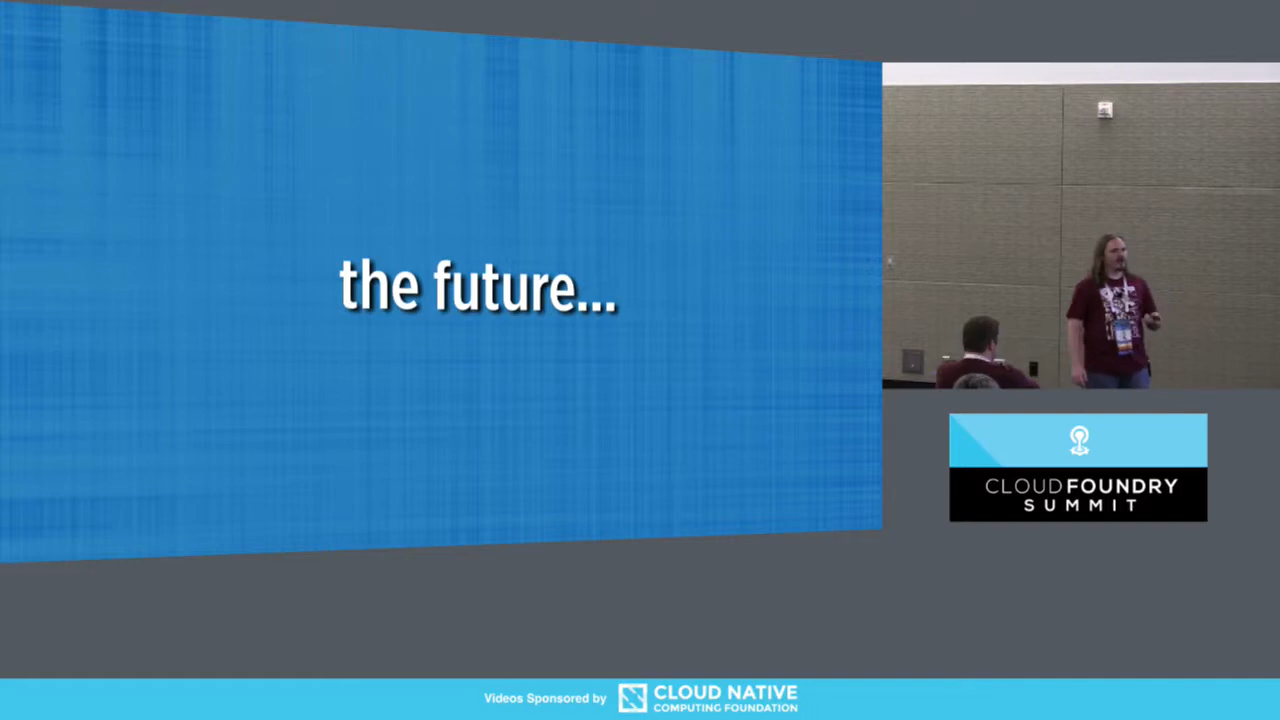 the future...
CLOUDFOUNDRY
SUMMIT
Videos Sponsored by
CLOUD NATIVE
COMPUTING FOUNDATION